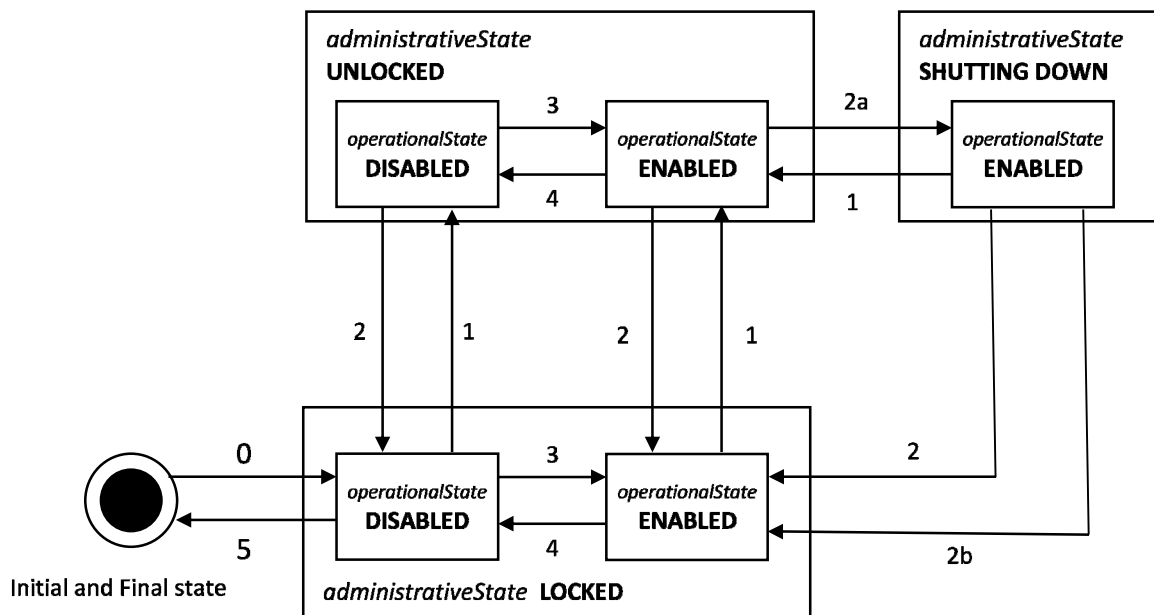 administrativeState
UNLOCKED
administrativeState
SHUTTING DOWN
3
2a
operationalState
DISABLED
operationalState
ENABLED
operationalState
ENABLED
4
1
2
1
2
1
0
3
2
operationalState
DISABLED
operationalState
ENABLED
5
4
2b
Initial and Final state
administrativeState LOCKED